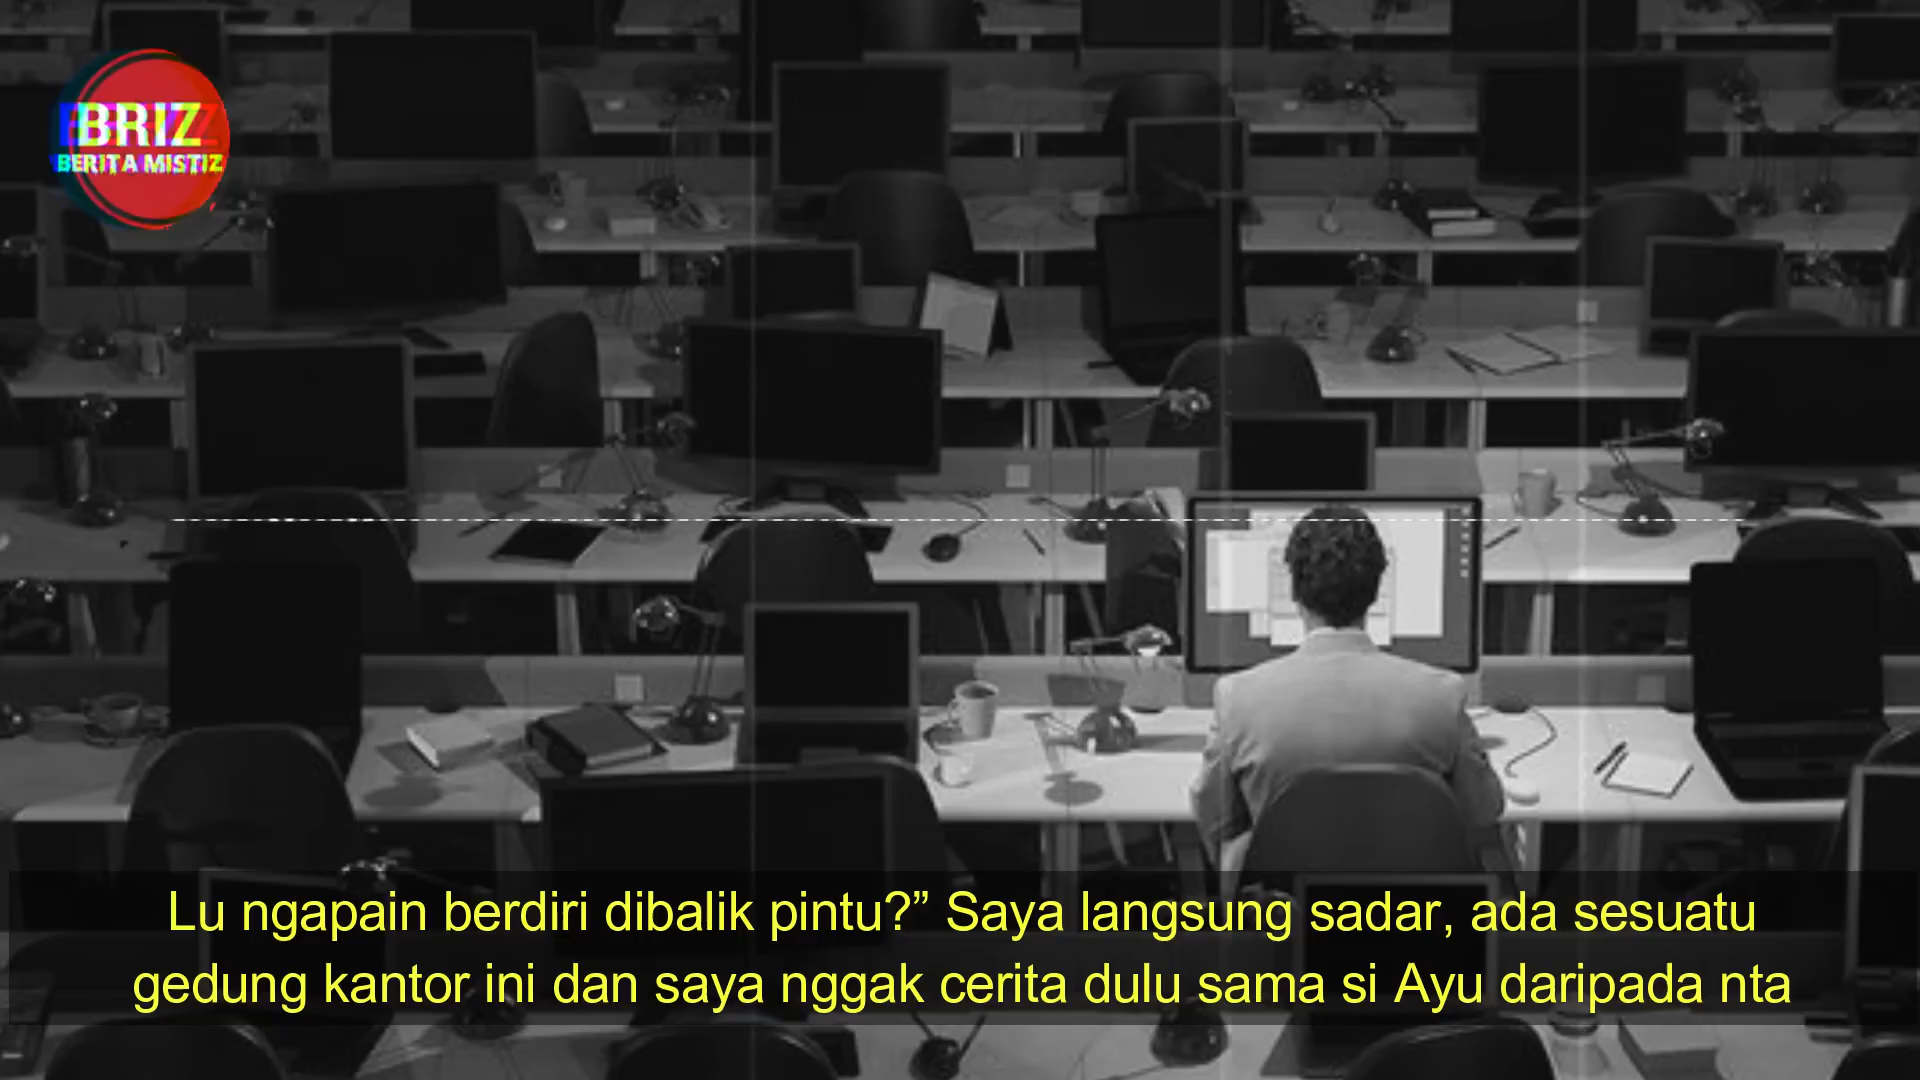 BRIZ
BERITA MISTIZ
Lu ngapain berdiri dibalik pintu?” Saya langsung sadar, ada sesuatu
gedung kantor ini dan saya nggak cerita dulu sama si Ayu daripada nta